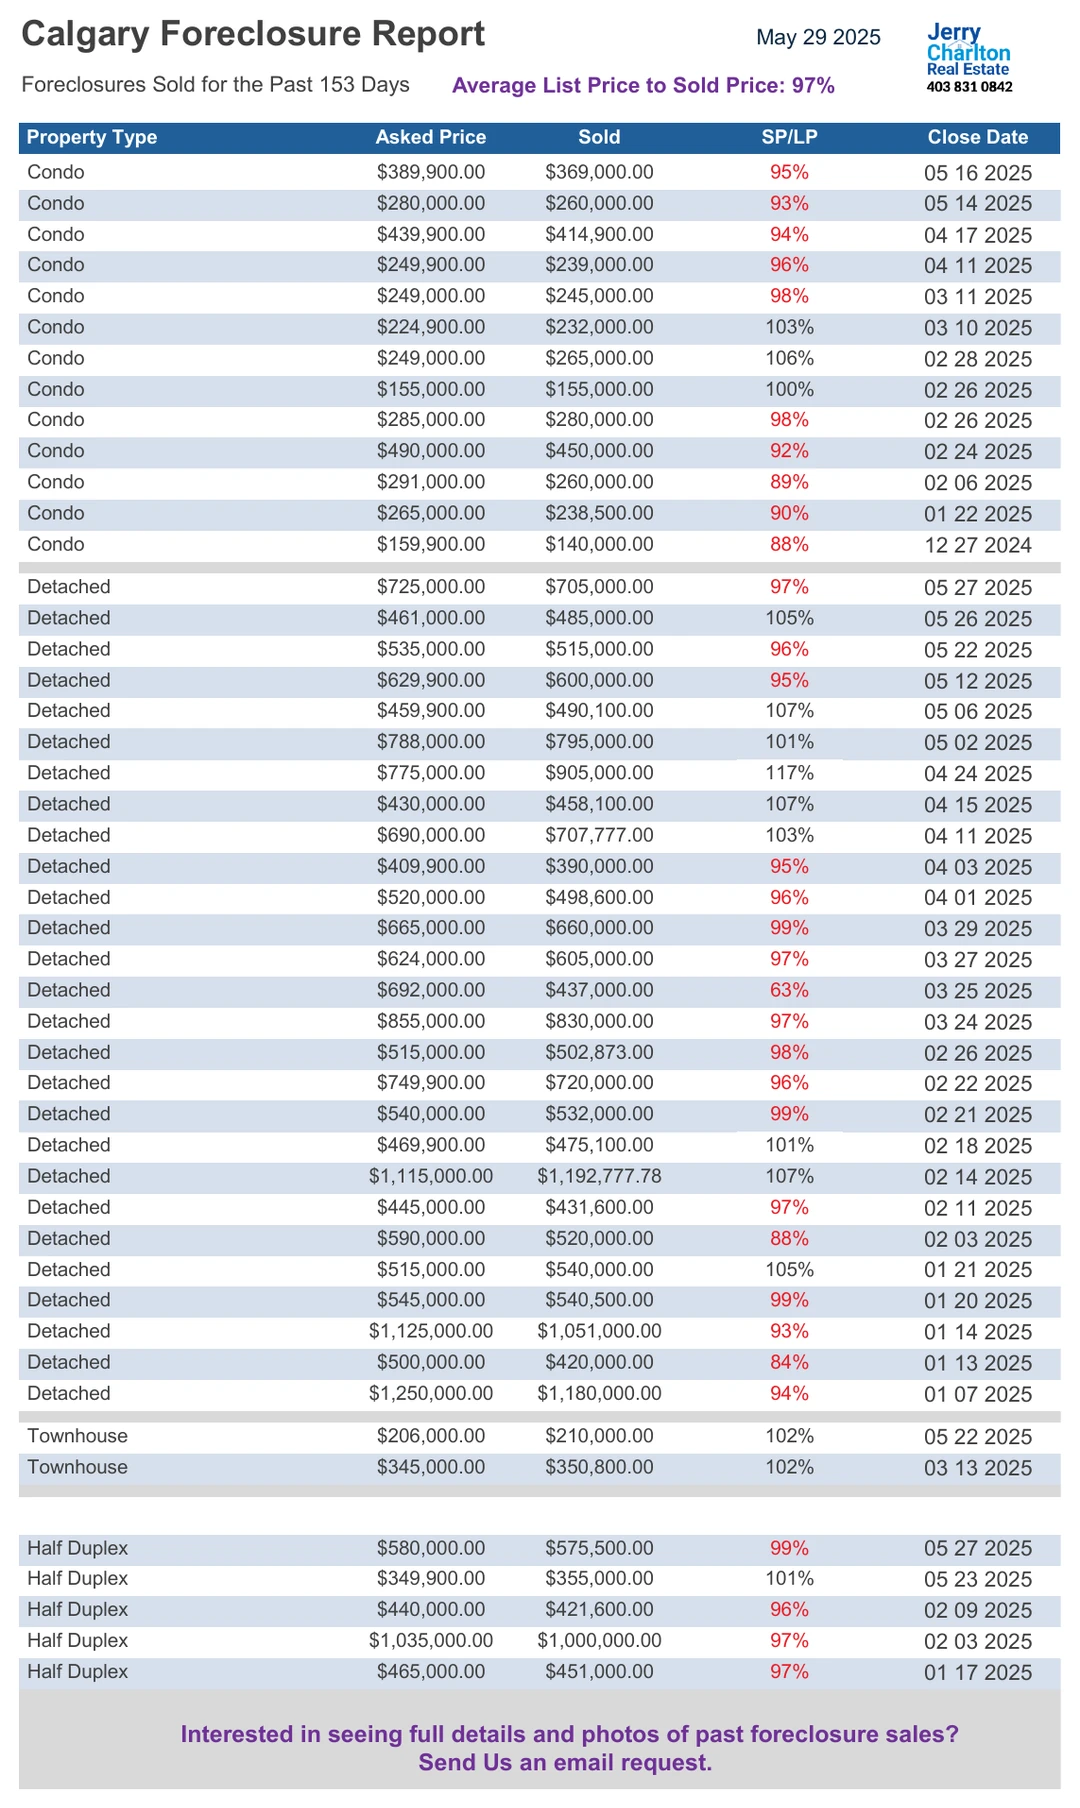 Calgary Foreclosure Report
May 29 2025
Jerry
Charlton
Real Estate
403 831 0842
Foreclosures Sold for the Past 153 Days
Average List Price to Sold Price: 97%
Property Type Asked Price Sold SP/LP Close Date
Condo $389,900.00 $369,000.00 95% 05 16 2025
Condo $280,000.00 $260,000.00 93% 05 14 2025
Condo $439,900.00 $414,900.00 94% 04 17 2025
Condo $249,900.00 $239,000.00 96% 04 11 2025
Condo $249,000.00 $245,000.00 98% 03 11 2025
Condo $224,900.00 $232,000.00 103% 03 10 2025
Condo $249,000.00 $265,000.00 106% 02 28 2025
Condo $155,000.00 $155,000.00 100% 02 26 2025
Condo $285,000.00 $280,000.00 98% 02 26 2025
Condo $490,000.00 $450,000.00 92% 02 24 2025
Condo $291,000.00 $260,000.00 89% 02 06 2025
Condo $265,000.00 $238,500.00 90% 01 22 2025
Condo $159,900.00 $140,000.00 88% 12 27 2024
Detached $725,000.00 $705,000.00 97% 05 27 2025
Detached $461,000.00 $485,000.00 105% 05 26 2025
Detached $535,000.00 $515,000.00 96% 05 22 2025
Detached $629,900.00 $600,000.00 95% 05 12 2025
Detached $459,900.00 $490,100.00 107% 05 06 2025
Detached $788,000.00 $795,000.00 101% 05 02 2025
Detached $775,000.00 $905,000.00 117% 04 24 2025
Detached $430,000.00 $458,100.00 107% 04 15 2025
Detached $690,000.00 $707,777.00 103% 04 11 2025
Detached $409,900.00 $390,000.00 95% 04 03 2025
Detached $520,000.00 $498,600.00 96% 04 01 2025
Detached $665,000.00 $660,000.00 99% 03 29 2025
Detached $624,000.00 $605,000.00 97% 03 27 2025
Detached $692,000.00 $437,000.00 63% 03 25 2025
Detached $855,000.00 $830,000.00 97% 03 24 2025
Detached $515,000.00 $502,873.00 98% 02 26 2025
Detached $749,900.00 $720,000.00 96% 02 22 2025
Detached $540,000.00 $532,000.00 99% 02 21 2025
Detached $469,900.00 $475,100.00 101% 02 18 2025
Detached $1,115,000.00 $1,192,777.78 107% 02 14 2025
Detached $445,000.00 $431,600.00 97% 02 11 2025
Detached $590,000.00 $520,000.00 88% 02 03 2025
Detached $515,000.00 $540,000.00 105% 01 21 2025
Detached $545,000.00 $540,500.00 99% 01 20 2025
Detached $1,125,000.00 $1,051,000.00 93% 01 14 2025
Detached $500,000.00 $420,000.00 84% 01 13 2025
Detached $1,250,000.00 $1,180,000.00 94% 01 07 2025
Townhouse $206,000.00 $210,000.00 102% 05 22 2025
Townhouse $345,000.00 $350,800.00 102% 03 13 2025
Half Duplex $580,000.00 $575,500.00 99% 05 27 2025
Half Duplex $349,900.00 $355,000.00 101% 05 23 2025
Half Duplex $440,000.00 $421,600.00 96% 02 09 2025
Half Duplex $1,035,000.00 $1,000,000.00 97% 02 03 2025
Half Duplex $465,000.00 $451,000.00 97% 01 17 2025
Interested in seeing full details and photos of past foreclosure sales?
Send Us an email request.